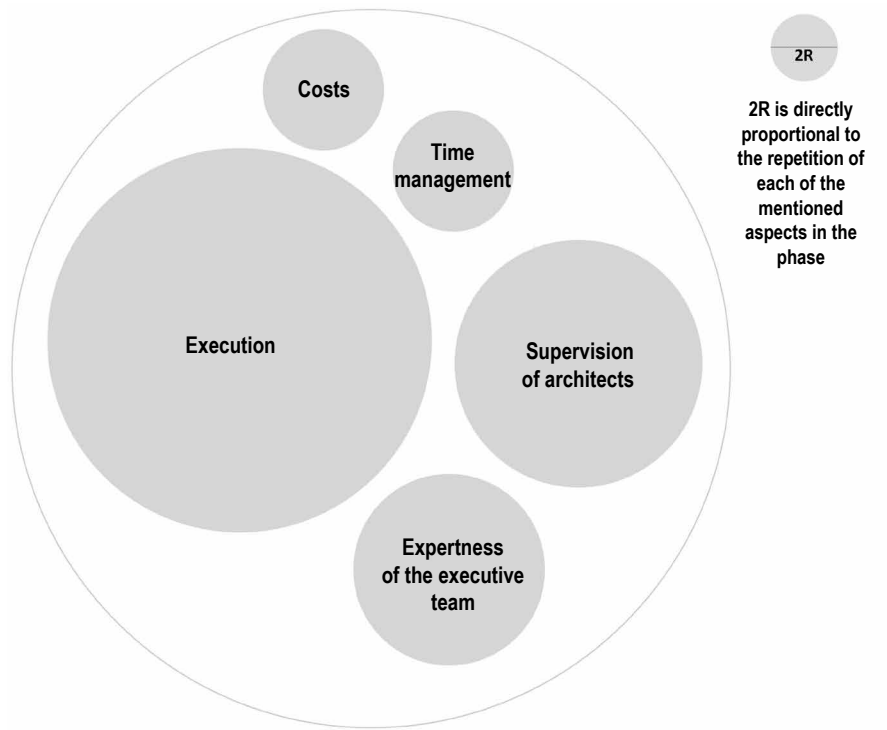 Costs
Time
management
Execution
Supervision
of architects
Expertness
of the executive
team
2R
2R is directly
proportional to
the repetition of
each of the
mentioned
aspects in the
phase